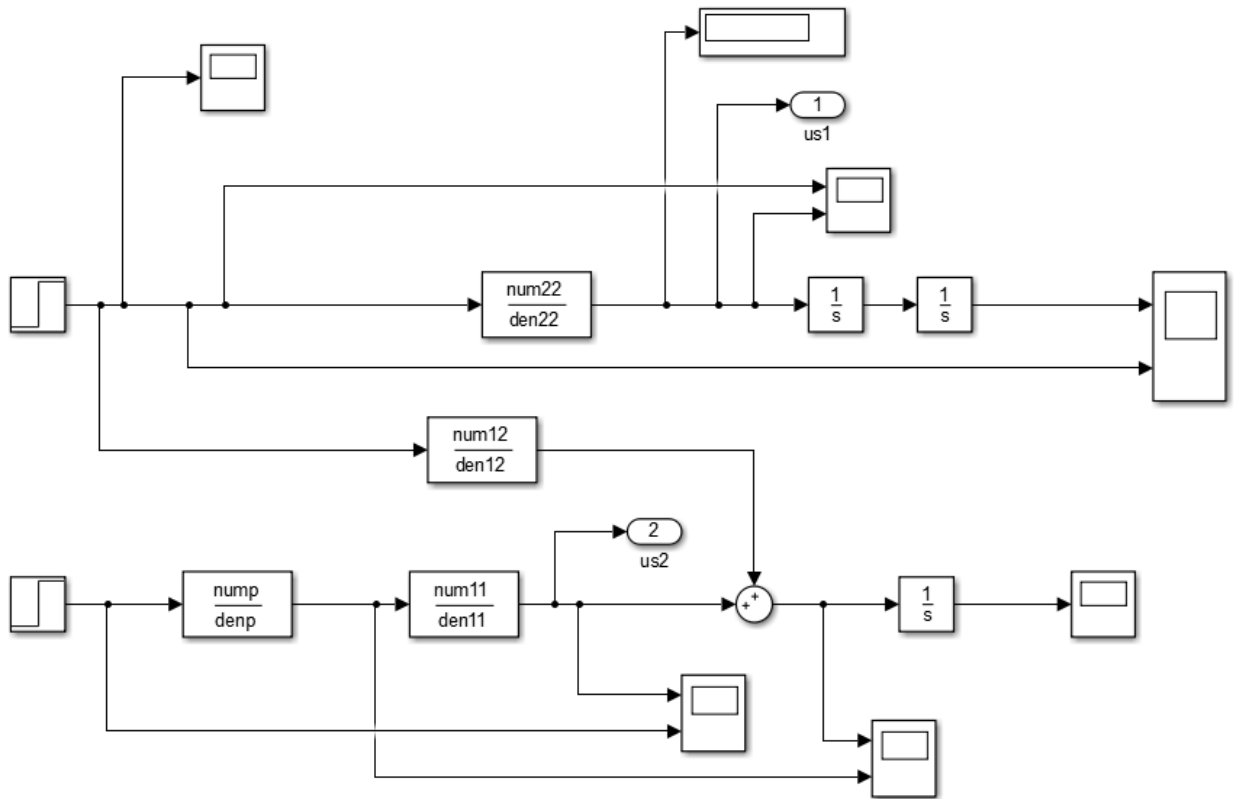 1
us1
num22
den22
1
s
1
s
num12
den12
2
us2
nump
denp
num11
den11
+
+
1
s